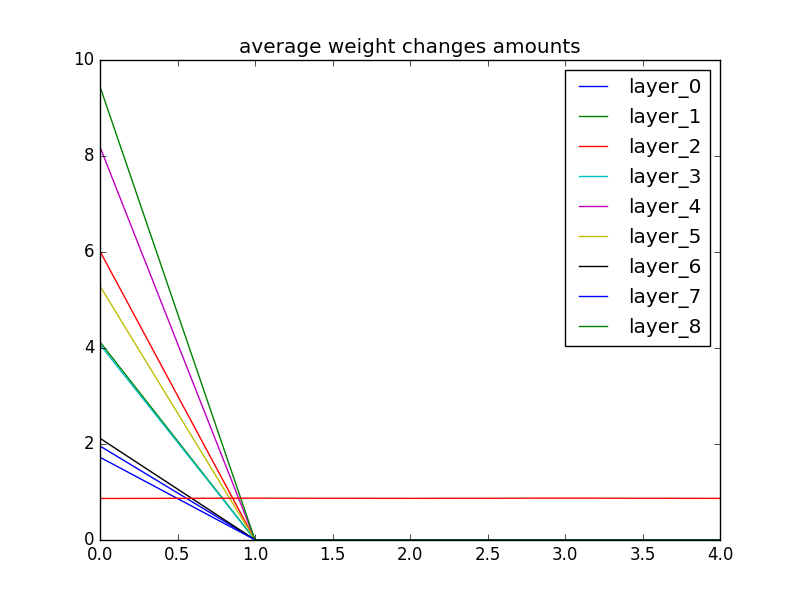 average weight changes amounts
10
8
6
4
2
0
layer_0
layer_1
layer_2
layer_3
layer_4
layer_5
layer_6
layer_7
layer_8
0.0 0.5 1.0 1.5 2.0 2.5 3.0 3.5 4.0